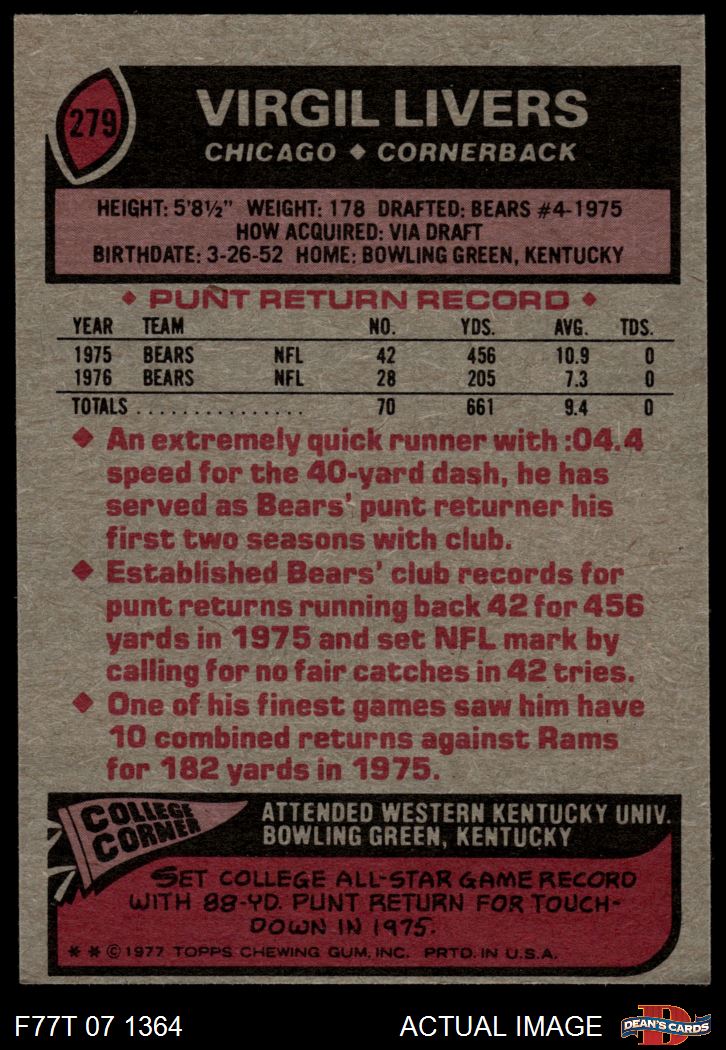 279
VIRGIL LIVERS
CHICAGO ♦ CORNERBACK
HEIGHT: 5'8½" WEIGHT: 178 DRAFTED: BEARS #4-1975
HOW ACQUIRED: VIA DRAFT
BIRTHDATE: 3-26-52 HOME: BOWLING GREEN, KENTUCKY
♦ PUNT RETURN RECORD ♦
YEAR TEAM NO. YDS. AVG. TDS.
1975 BEARS NFL 42 456 10.9 0
1976 BEARS NFL 28 205 7.3 0
TOTALS ................ 70 661 9.4 0
♦ An extremely quick runner with :04.4
speed for the 40-yard dash, he has
served as Bears' punt returner his
first two seasons with club.
♦ Established Bears' club records for
punt returns running back 42 for 456
yards in 1975 and set NFL mark by
calling for no fair catches in 42 tries.
♦ One of his finest games saw him have
10 combined returns against Rams
for 182 yards in 1975.
COLLEGE
CORNER
ATTENDED WESTERN KENTUCKY UNIV.
BOWLING GREEN, KENTUCKY
SET COLLEGE ALL-STAR GAME RECORD
WITH 88-YD. PUNT RETURN FOR TOUCH-
DOWN IN 1975.
* * © 1977 TOPPS CHEWING GUM, INC. PRTD. IN U.S.A.
F77T 07 1364 ACTUAL IMAGE
D
DEAN'S CARDS